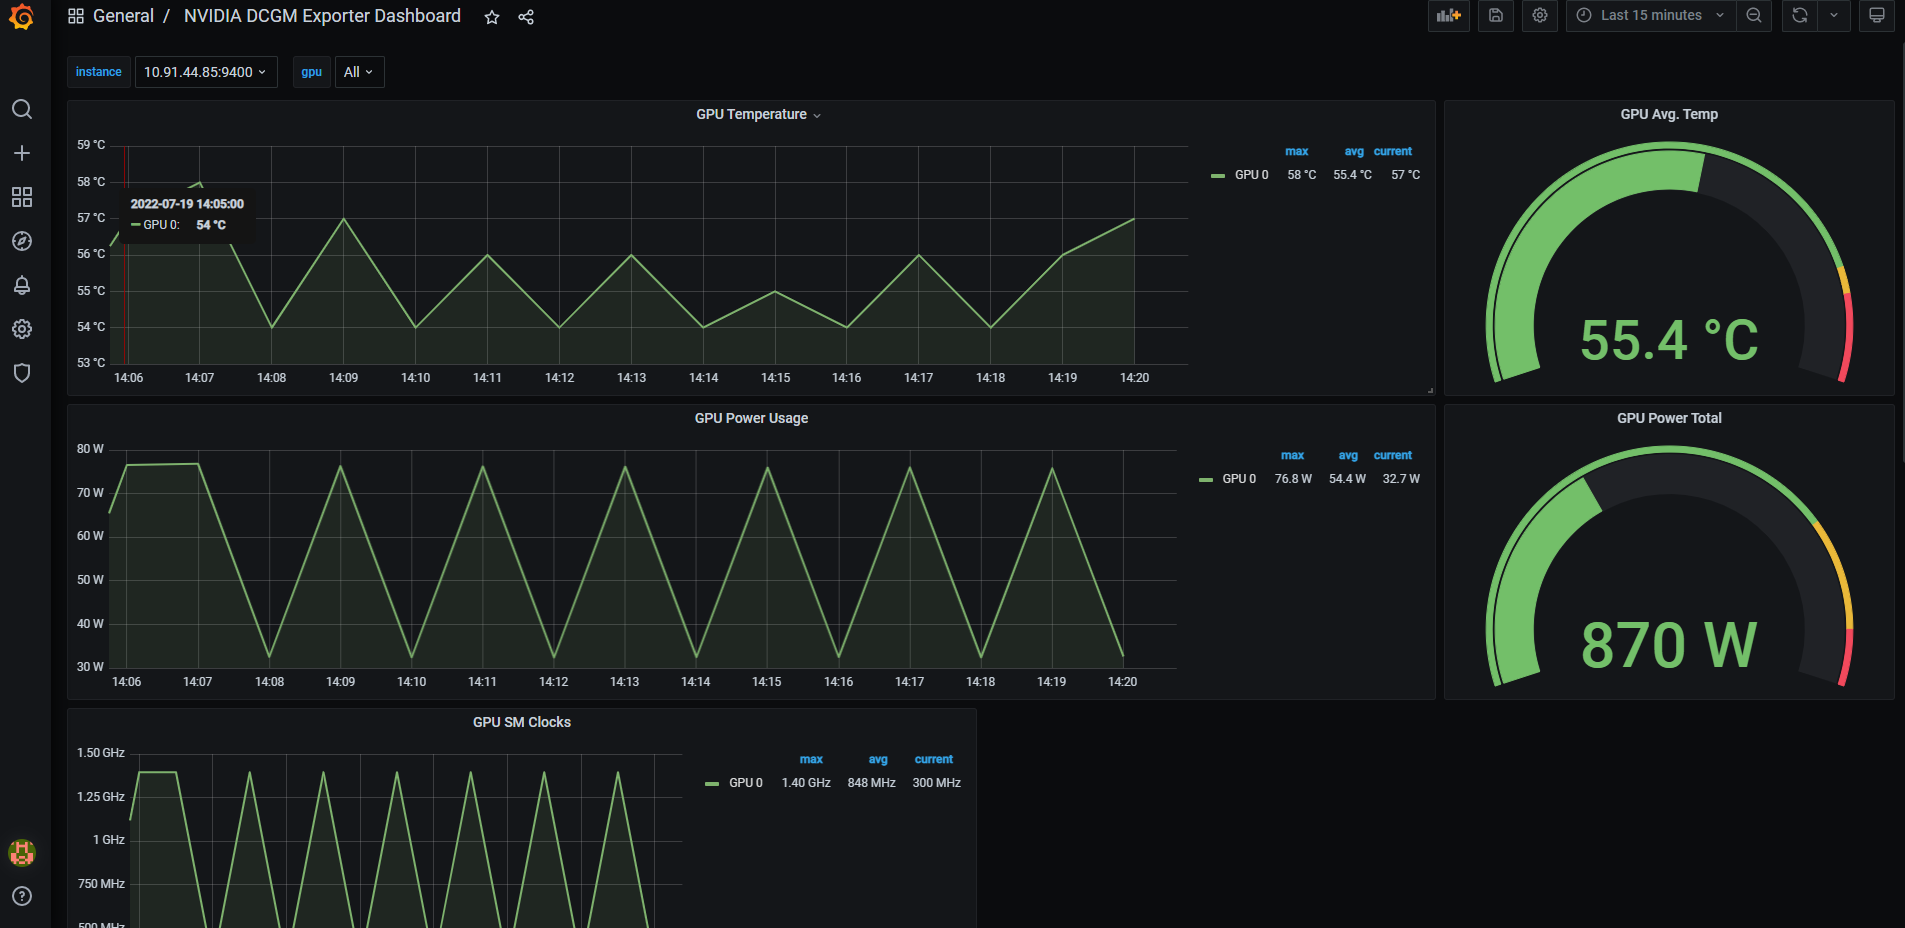 General / NVIDIA DCGM Exporter Dashboard
Last 15 minutes
instance 10.91.44.85:9400 gpu All
GPU Temperature
59 °C
58 °C
57 °C
56 °C
55 °C
54 °C
53 °C
2022-07-19 14:05:00
GPU 0: 54 °C
14:06 14:07 14:08 14:09 14:10 14:11 14:12 14:13 14:14 14:15 14:16 14:17 14:18 14:19 14:20
max avg current
GPU 0 58 °C 55.4 °C 57 °C
GPU Avg. Temp
55.4 °C
GPU Power Usage
80 W
70 W
60 W
50 W
40 W
30 W
14:06 14:07 14:08 14:09 14:10 14:11 14:12 14:13 14:14 14:15 14:16 14:17 14:18 14:19 14:20
max avg current
GPU 0 76.8 W 54.4 W 32.7 W
GPU Power Total
870 W
GPU SM Clocks
1.50 GHz
1.25 GHz
1 GHz
750 MHz
500 MHz
max avg current
GPU 0 1.40 GHz 848 MHz 300 MHz